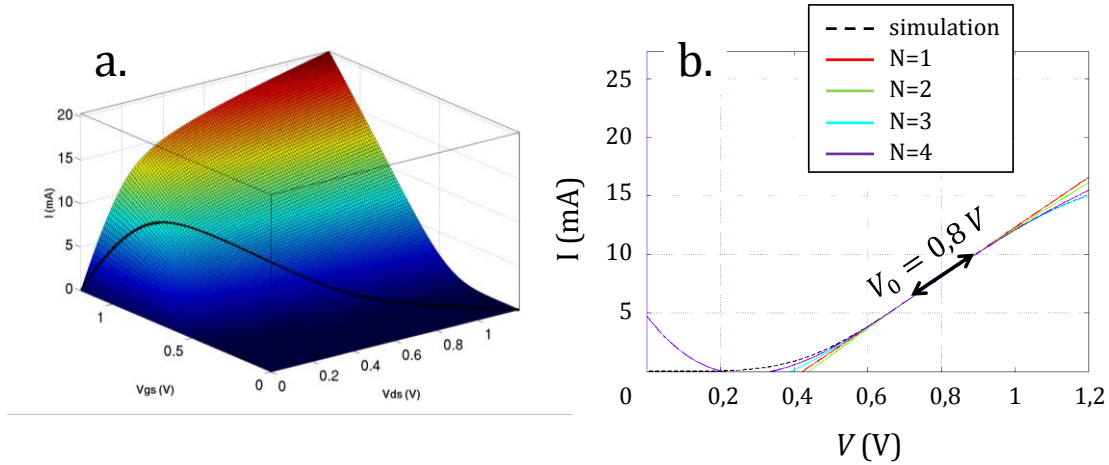 a.
20
15
10
5
0
I (mA)
1
0.5
0
Vgs (V)
0
0.2
0.4
0.6
0.8
1
Vds (V)
b.
simulation
N=1
N=2
N=3
N=4
25
20
15
10
5
I (mA)
V₀ = 0,8 V
0
0,2
0,4
0,6
0,8
1
1,2
V (V)